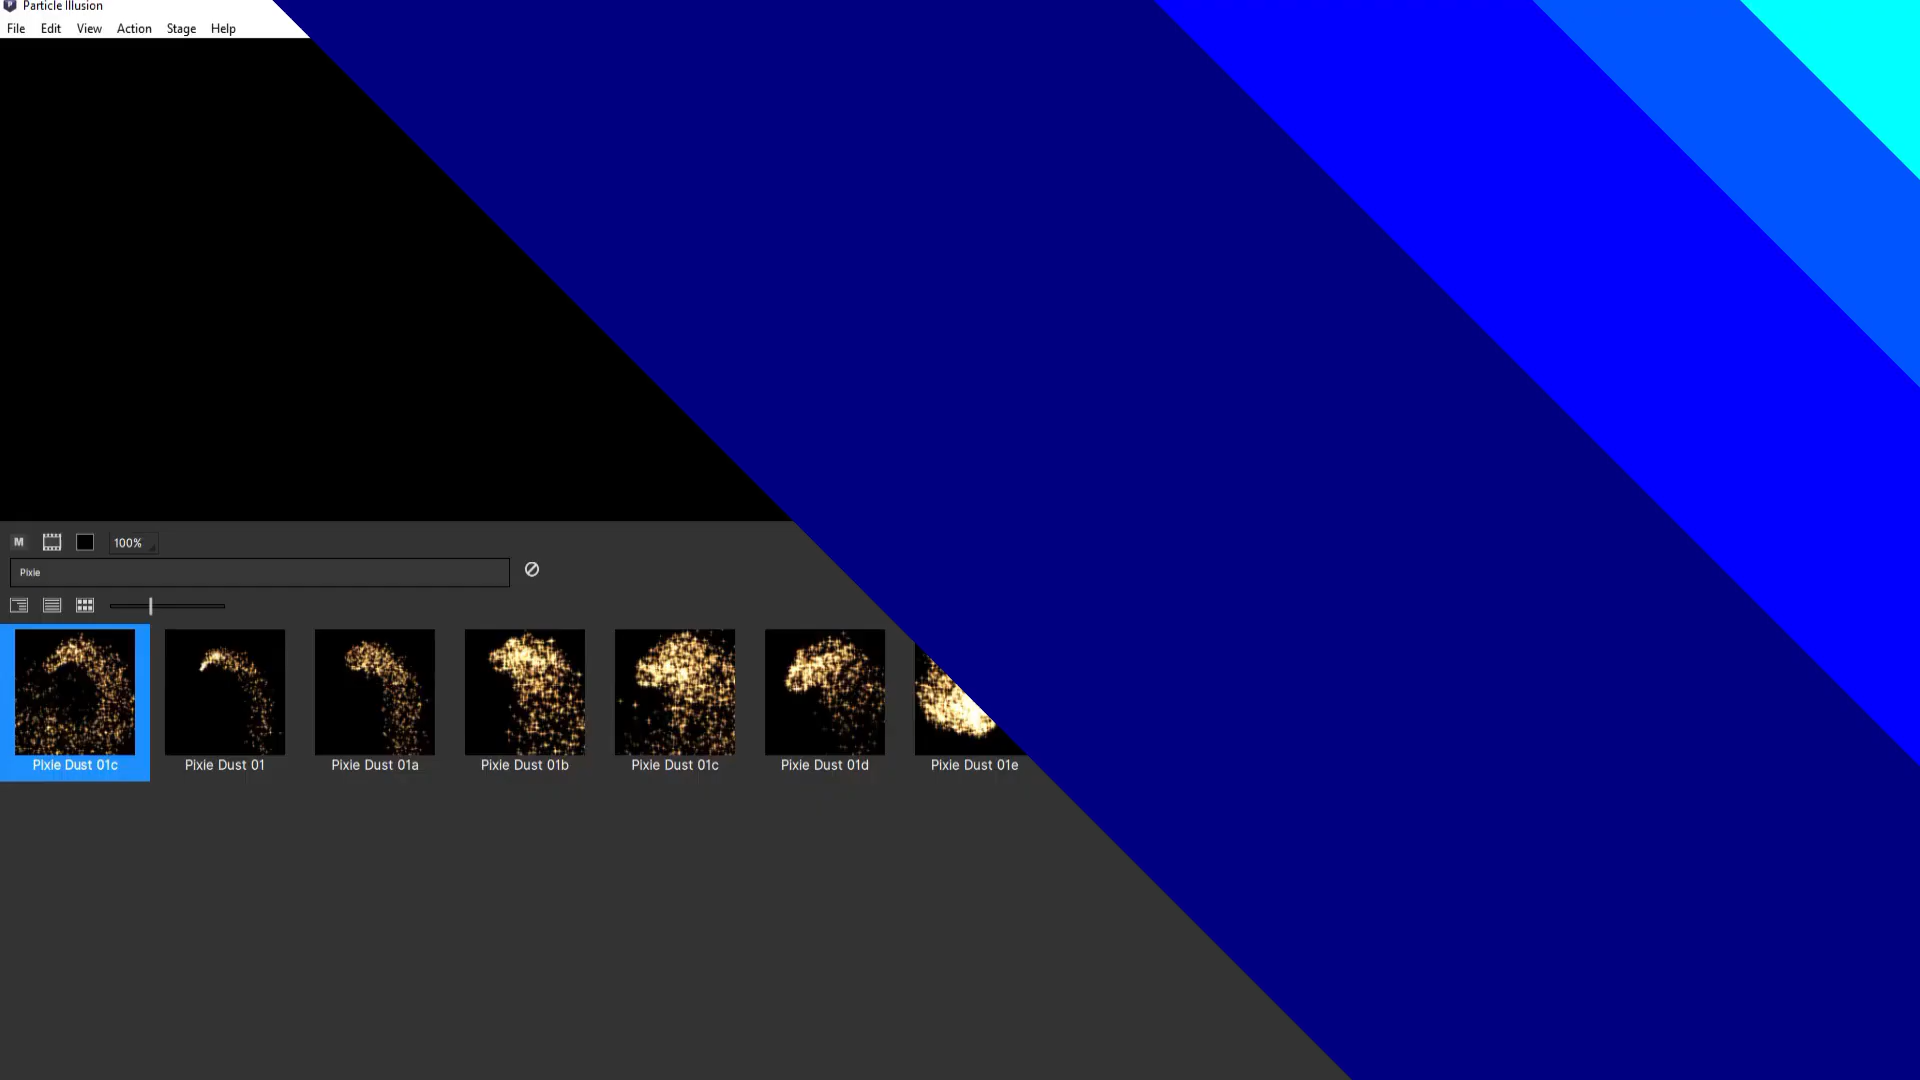 Particle Illusion
File Edit View Action Stage Help
M 100%
Pixie
Pixie Dust 01c Pixie Dust 01 Pixie Dust 01a Pixie Dust 01b Pixie Dust 01c Pixie Dust 01d Pixie Dust 01e